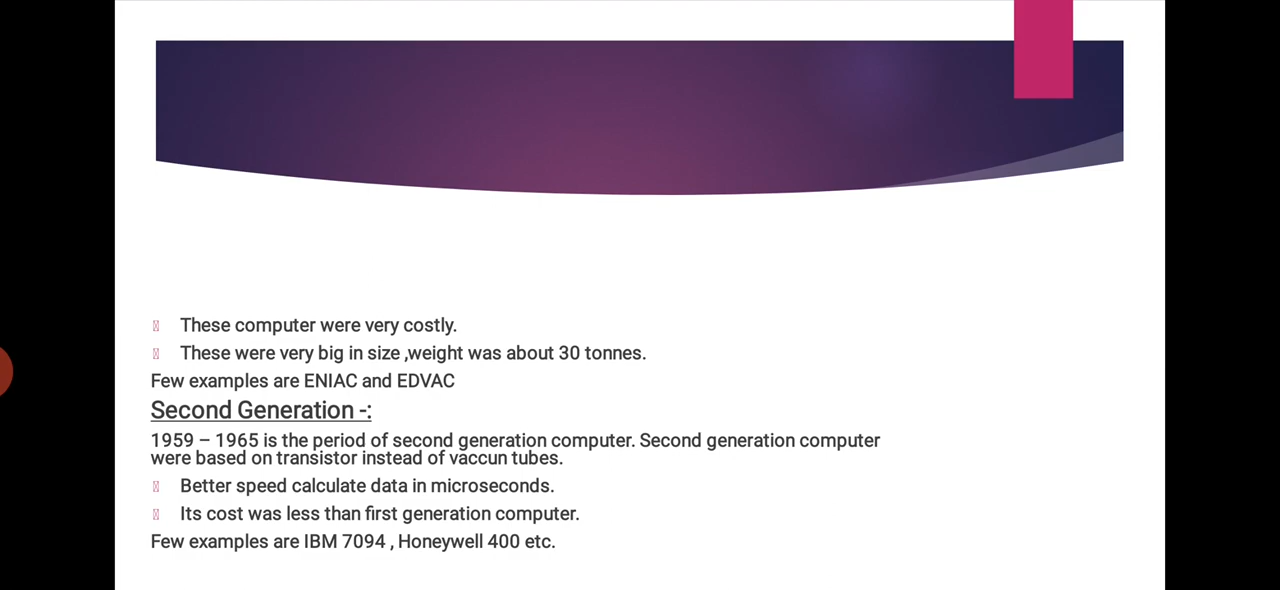 These computer were very costly.
These were very big in size ,weight was about 30 tonnes.
Few examples are ENIAC and EDVAC
Second Generation -:
1959 – 1965 is the period of second generation computer. Second generation computer
were based on transistor instead of vaccun tubes.
Better speed calculate data in microseconds.
Its cost was less than first generation computer.
Few examples are IBM 7094 , Honeywell 400 etc.